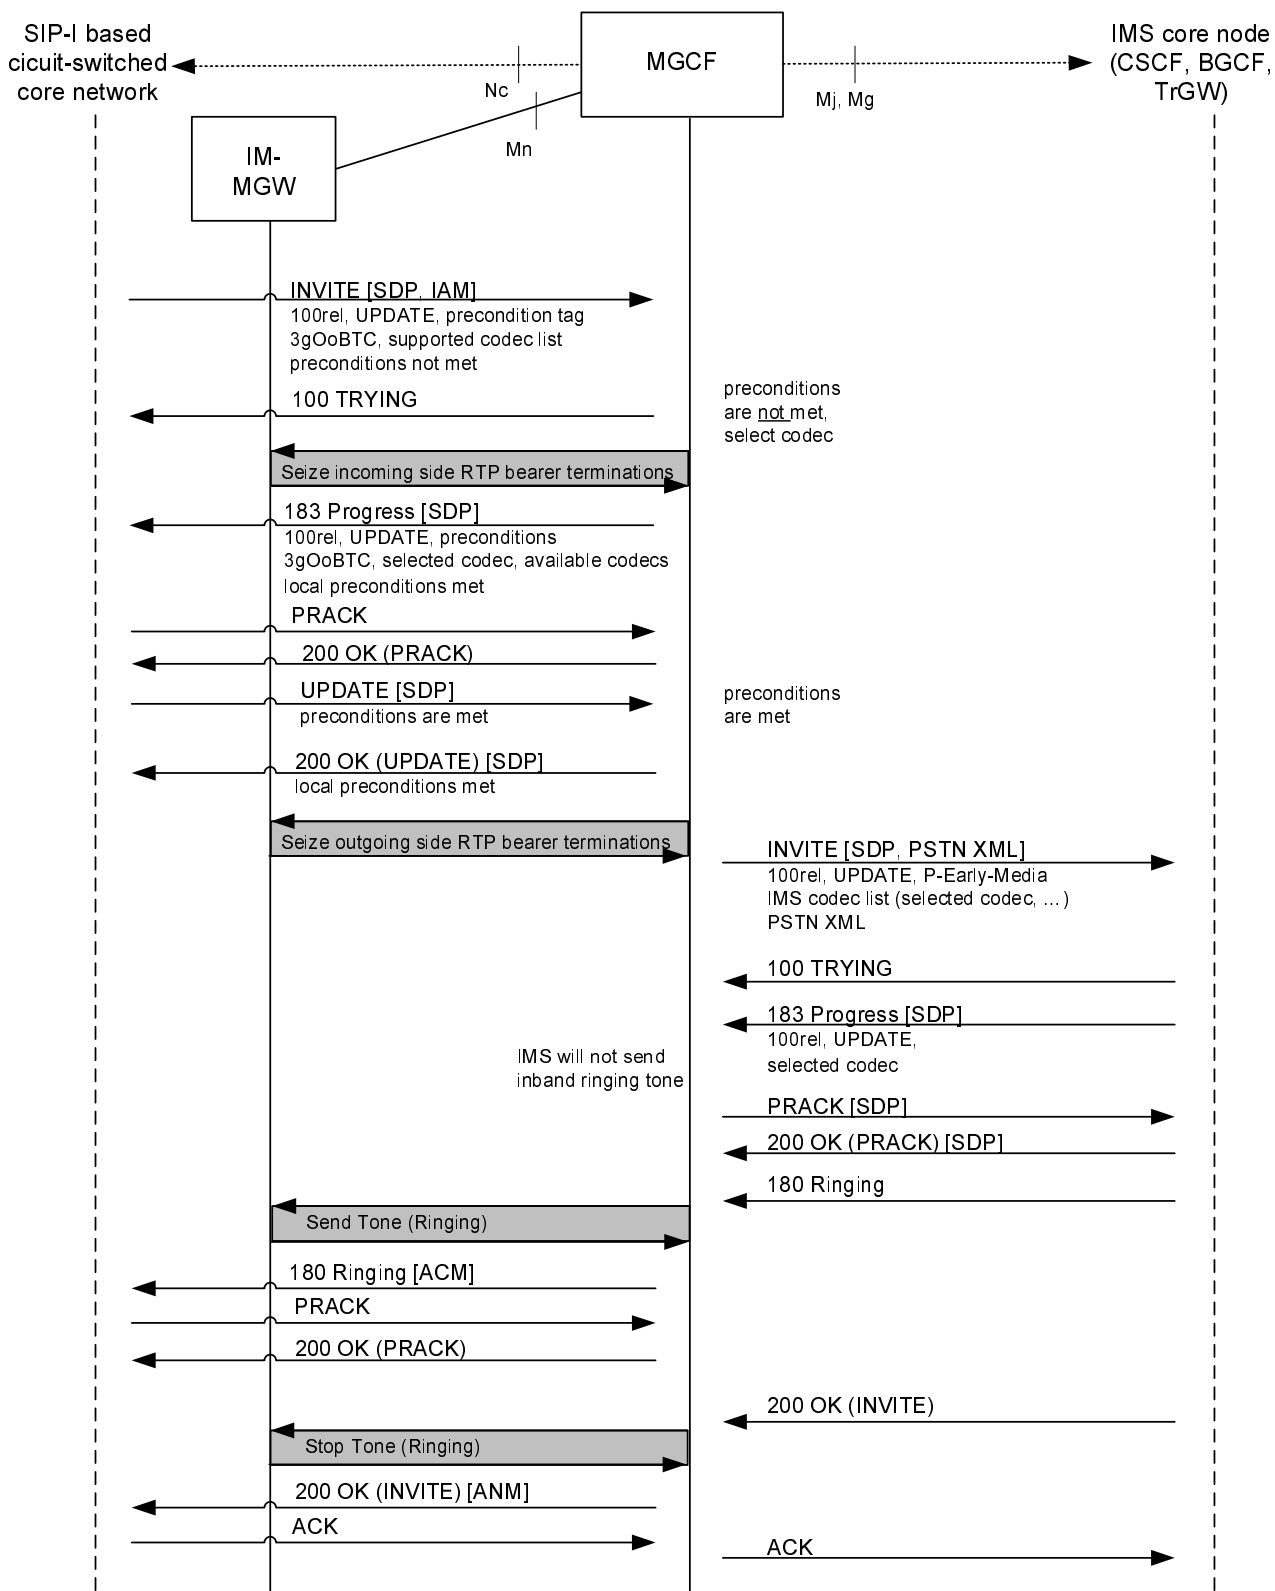 SIP-I based
cicuit-switched
core network
MGCF
IMS core node
(CSCF, BGCF,
TrGW)
Nc
Mj, Mg
Mn
IM-
MGW
INVITE [SDP, IAM]
100rel, UPDATE, precondition tag
3gOoBTC, supported codec list
preconditions not met
100 TRYING
preconditions
are not met,
select codec
Seize incoming side RTP bearer terminations
183 Progress [SDP]
100rel, UPDATE, preconditions
3gOoBTC, selected codec, available codecs
local preconditions met
PRACK
200 OK (PRACK)
UPDATE [SDP]
preconditions are met
preconditions
are met
200 OK (UPDATE) [SDP]
local preconditions met
Seize outgoing side RTP bearer terminations
INVITE [SDP, PSTN XML]
100rel, UPDATE, P-Early-Media
IMS codec list (selected codec, ...)
PSTN XML
100 TRYING
183 Progress [SDP]
100rel, UPDATE,
selected codec
IMS will not send
inband ringing tone
PRACK [SDP]
200 OK (PRACK) [SDP]
180 Ringing
Send Tone (Ringing)
180 Ringing [ACM]
PRACK
200 OK (PRACK)
200 OK (INVITE)
Stop Tone (Ringing)
200 OK (INVITE) [ANM]
ACK
ACK